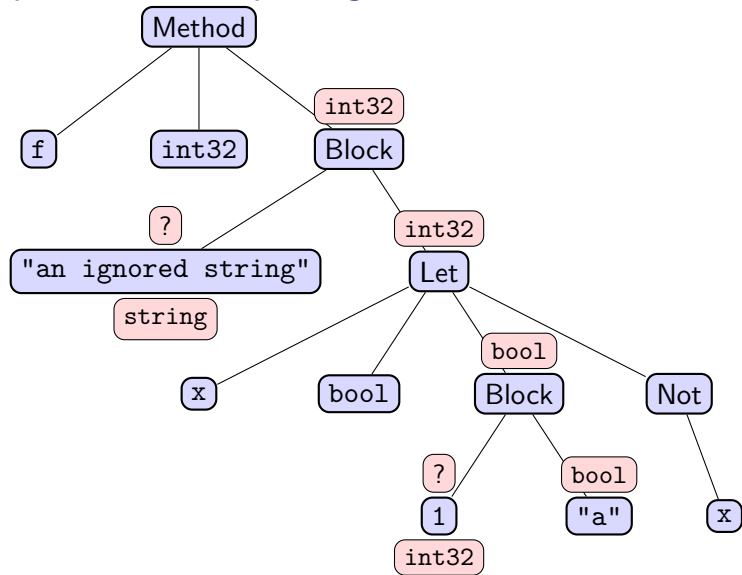 Method
int32
f
int32
Block
?
int32
"an ignored string"
Let
string
bool
x
bool
Block
Not
?
bool
1
"a"
x
int32